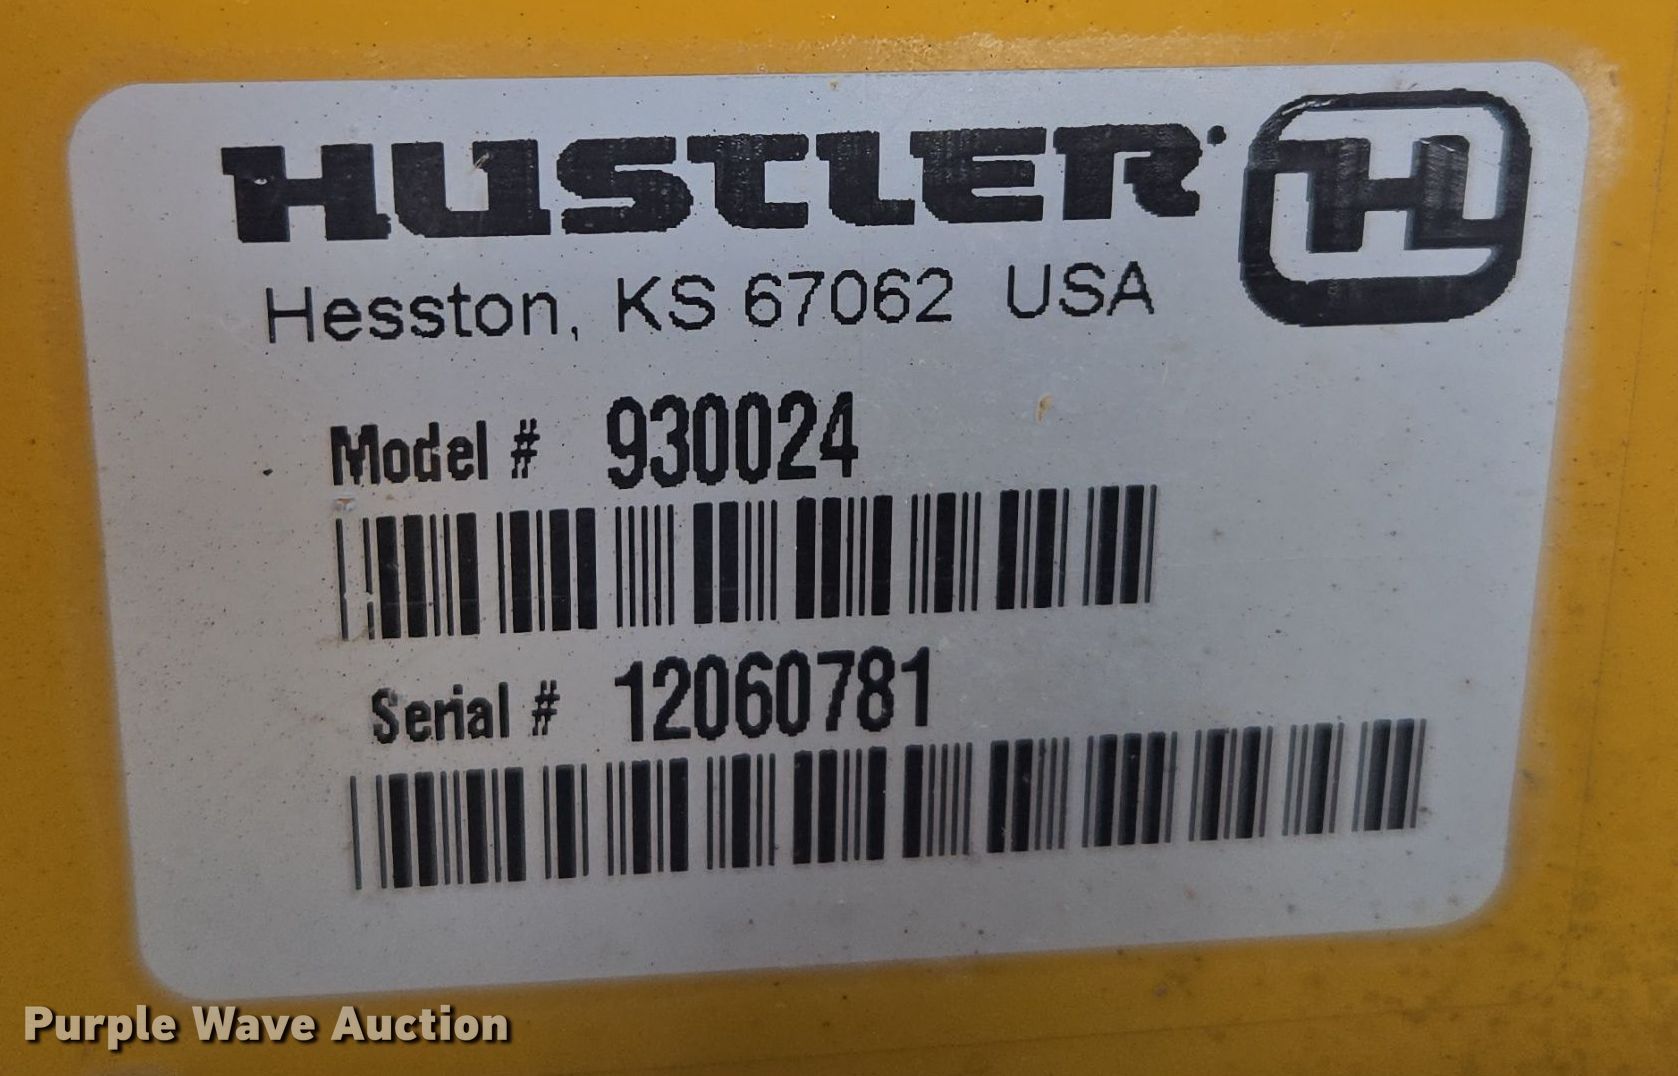 HUSTLER
Hesston, KS 67062 USA
Model # 930024
Serial # 12060781
Purple Wave Auction